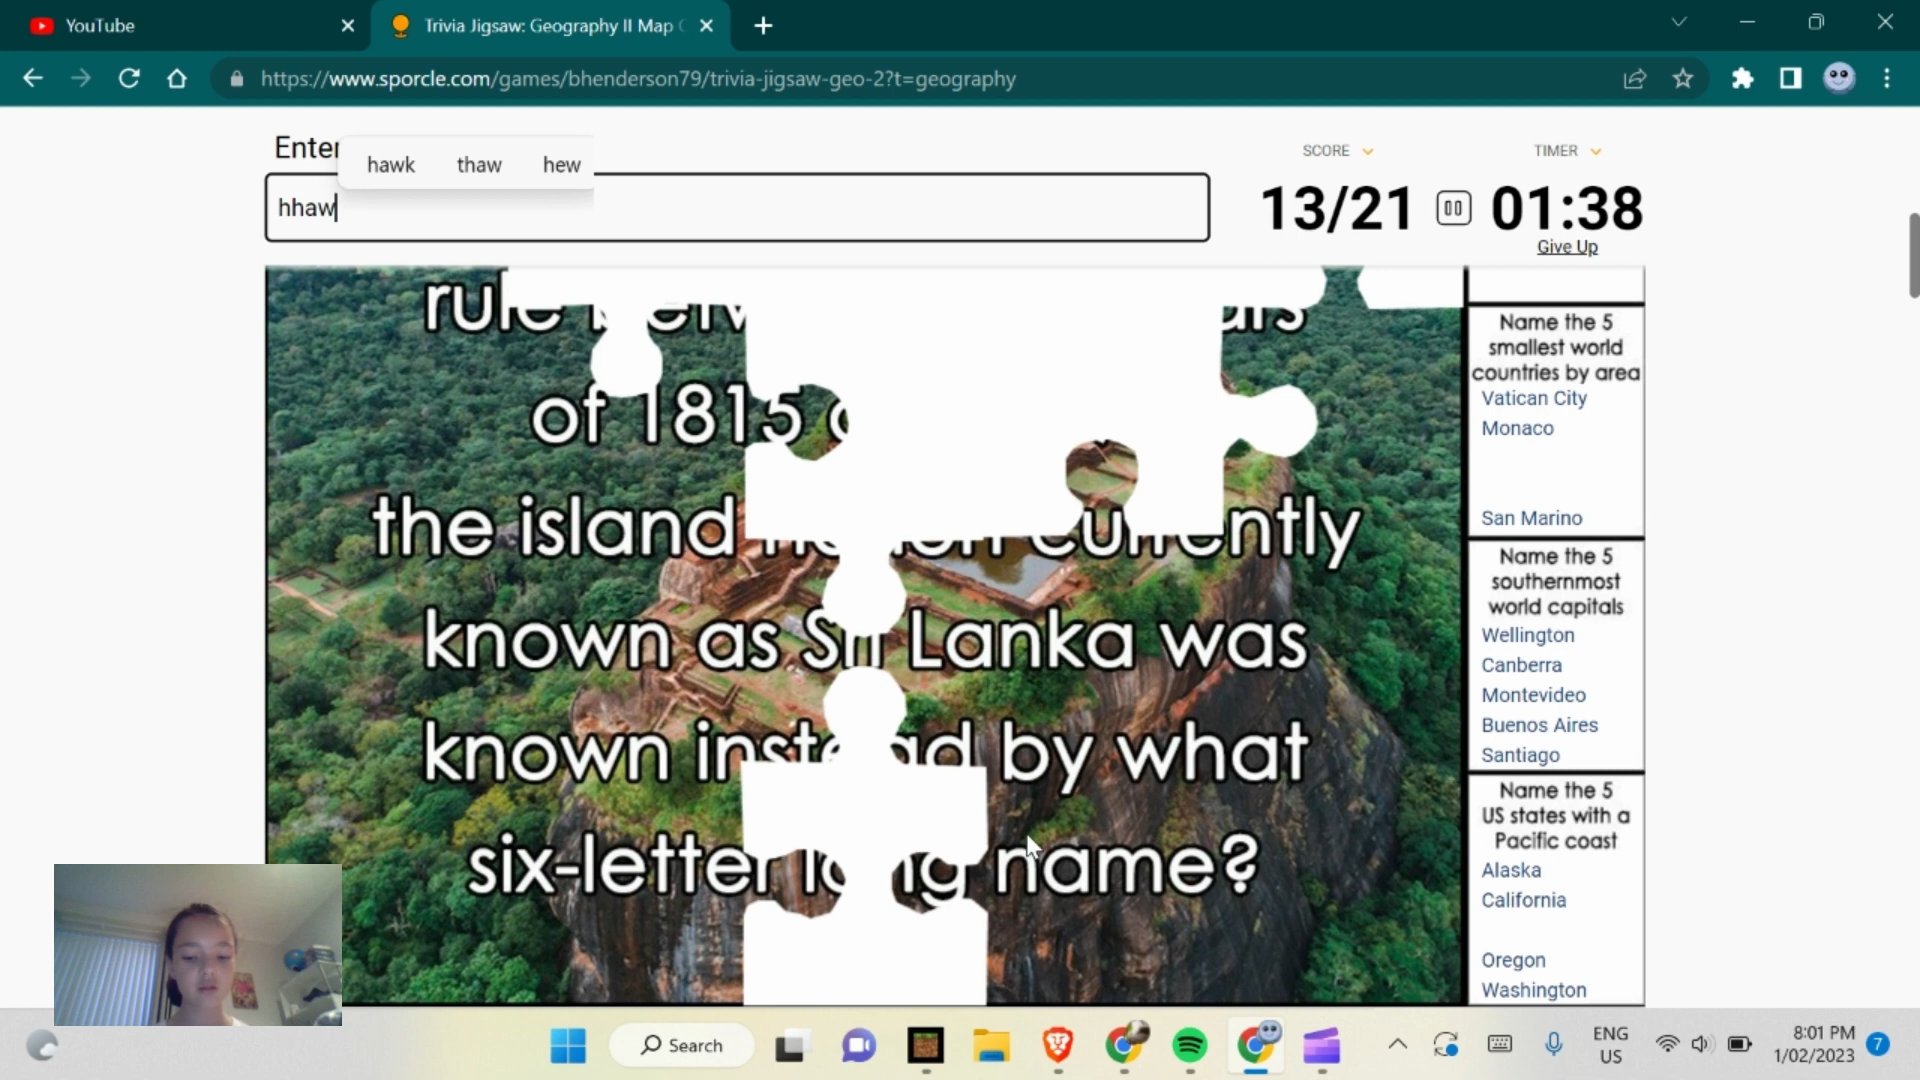 YouTube
Trivia Jigsaw: Geography II Map
https://www.sporcle.com/games/bhenderson79/trivia-jigsaw-geo-2?t=geography
Enter
hawk thaw hew
hhaw
SCORE
TIMER
13/21
01:38
Give Up
of 1815
the island currently
known as Sri Lanka was
known instead by what
six-letter name?
Name the 5
smallest world
countries by area
Vatican City
Monaco
San Marino
Name the 5
southernmost
world capitals
Wellington
Canberra
Montevideo
Buenos Aires
Santiago
Name the 5
US states with a
Pacific coast
Alaska
California
Oregon
Washington
Search
ENG
US
8:01 PM
1/02/2023
7